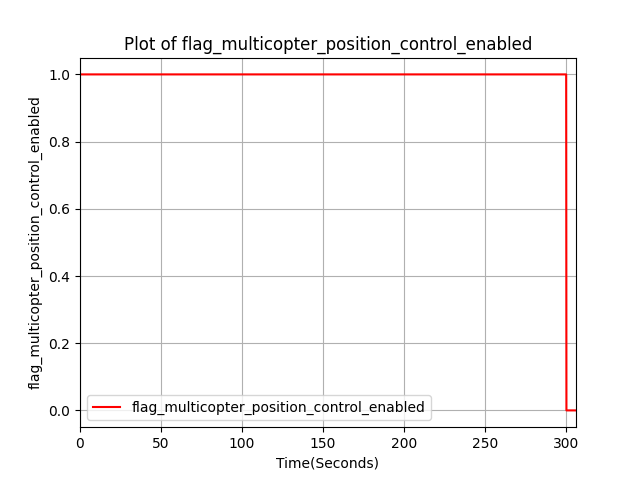 Plot of flag_multicopter_position_control_enabled
flag_multicopter_position_control_enabled
1.0
0.8
0.6
0.4
0.2
0.0
flag_multicopter_position_control_enabled
0 50 100 150 200 250 300
Time(Seconds)